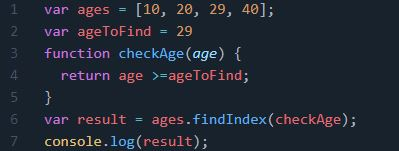 1 var ages = [10, 20, 29, 40];
2 var ageToFind = 29
3 function checkAge(age) {
4   return age >=ageToFind;
5 }
6 var result = ages.findIndex(checkAge);
7 console.log(result);